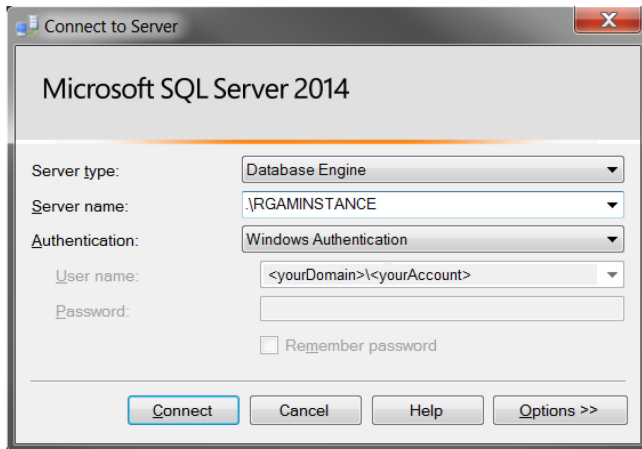 Connect to Server
Microsoft SQL Server 2014
Server type: Database Engine
Server name: .\RGAMINSTANCE
Authentication: Windows Authentication
User name: <yourDomain>\<yourAccount>
Password:
Remember password
Connect Cancel Help Options >>